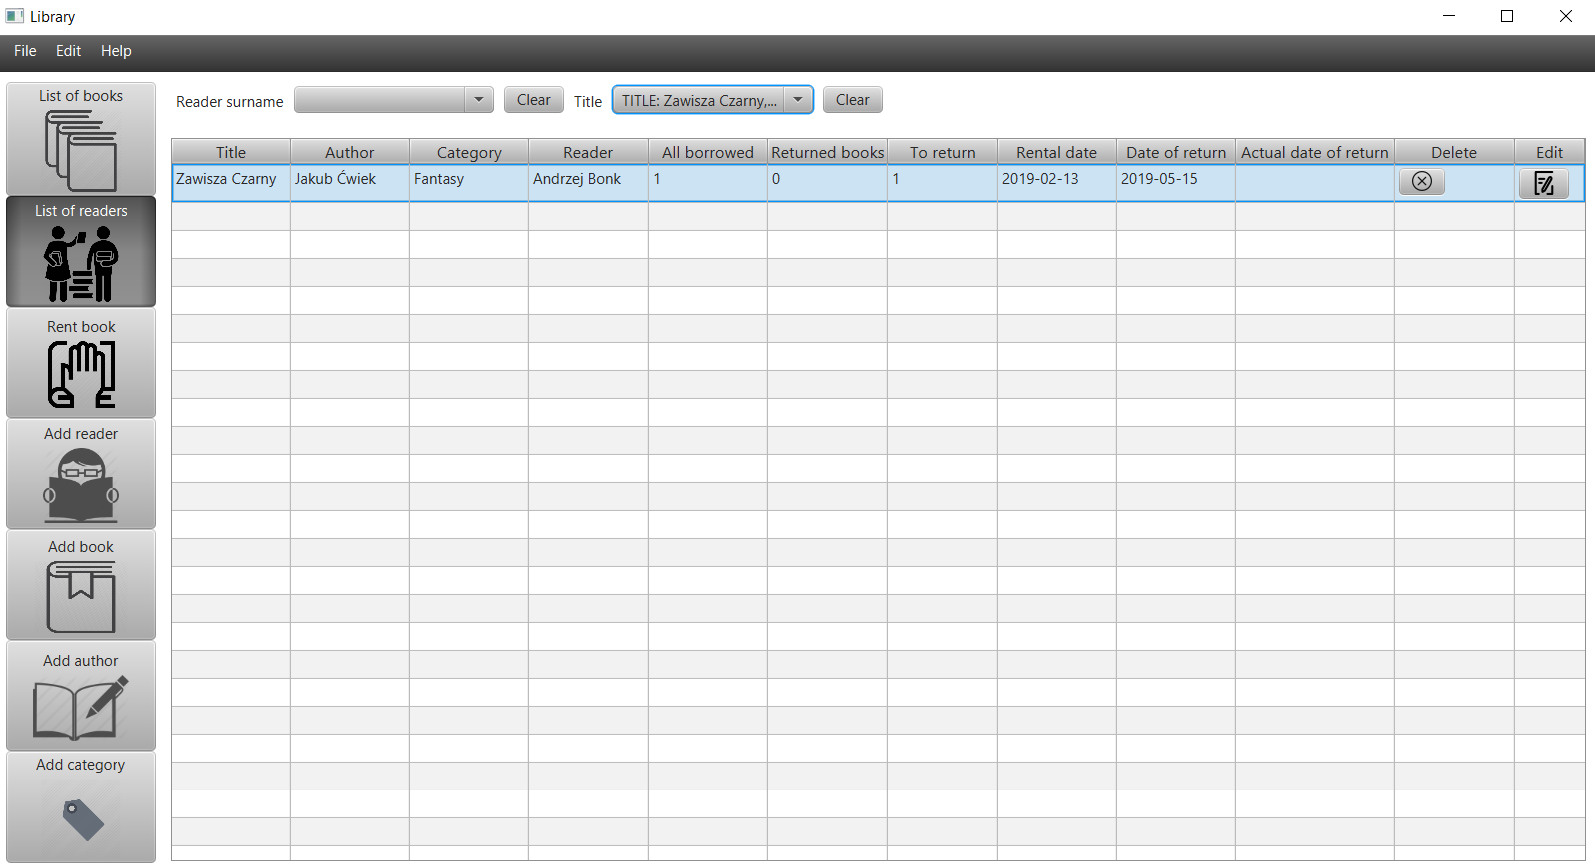 Library
File Edit Help
List of books
List of readers
Rent book
Add reader
Add book
Add author
Add category
Reader surname Clear Title TITLE: Zawisza Czarny,... Clear
Title Author Category Reader All borrowed Returned books To return Rental date Date of return Actual date of return Delete Edit
Zawisza Czarny Jakub Ćwiek Fantasy Andrzej Bonk 1 0 1 2019-02-13 2019-05-15